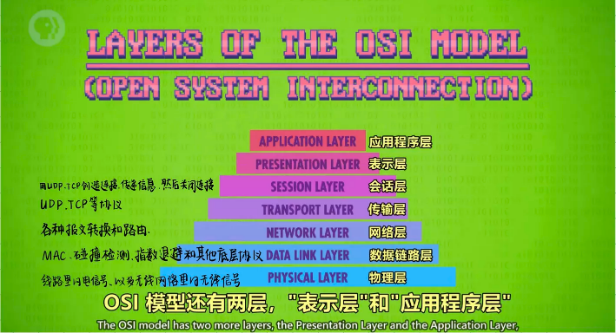 LAYERS OF THE OSI MODEL
(OPEN SYSTEM INTERCONNECTION)
APPLICATION LAYER 应用程序层
PRESENTATION LAYER 表示层
用UDP.TCP创造连接.传递信息.然后关闭连接 SESSION LAYER 会话层
UDP.TCP等协议 TRANSPORT LAYER 传输层
各种报文转换和路由. NETWORK LAYER 网络层
MAC.碰撞检测.指数退避和其他底层协议 DATA LINK LAYER 数据链路层
线路里的电信号、以及无线网络里的无线信号 PHYSICAL LAYER 物理层
OSI 模型还有两层，"表示层"和"应用程序层"
The OSI model has two more layers, the Presentation Layer and the Application Layer,